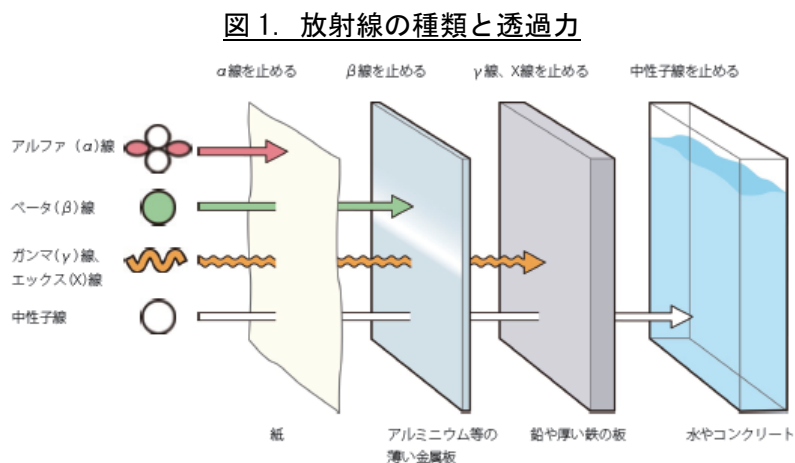 図1. 放射線の種類と透過力
α線を止める
β線を止める
γ線、X線を止める
中性子線を止める
アルファ(α)線
ベータ(β)線
ガンマ(γ)線、
エックス(X)線
中性子線
紙
アルミニウム等の
薄い金属板
鉛や厚い鉄の板
水やコンクリート